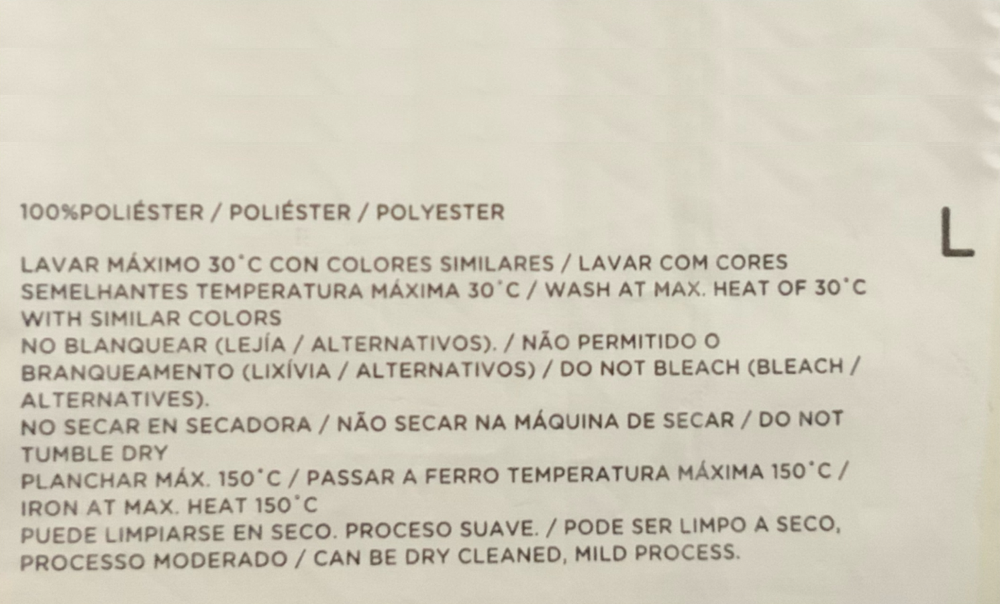 100%POLIÉSTER / POLIÉSTER / POLYESTER
L
LAVAR MÁXIMO 30°C CON COLORES SIMILARES / LAVAR COM CORES
SEMELHANTES TEMPERATURA MÁXIMA 30°C / WASH AT MAX. HEAT OF 30°C
WITH SIMILAR COLORS
NO BLANQUEAR (LEJÍA / ALTERNATIVOS). / NÃO PERMITIDO O
BRANQUEAMENTO (LIXÍVIA / ALTERNATIVOS) / DO NOT BLEACH (BLEACH /
ALTERNATIVES).
NO SECAR EN SECADORA / NÃO SECAR NA MÁQUINA DE SECAR / DO NOT
TUMBLE DRY
PLANCHAR MÁX. 150°C / PASSAR A FERRO TEMPERATURA MÁXIMA 150°C /
IRON AT MAX. HEAT 150°C
PUEDE LIMPIARSE EN SECO. PROCESO SUAVE. / PODE SER LIMPO A SECO,
PROCESSO MODERADO / CAN BE DRY CLEANED, MILD PROCESS.